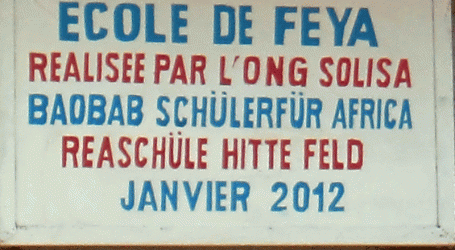 ECOLE DE FEYA
REALISEE PAR L'ONG SOLISA
BAOBAB SCHÜLERFÜR AFRICA
REASCHÜLE HITTE FELD
JANVIER 2012